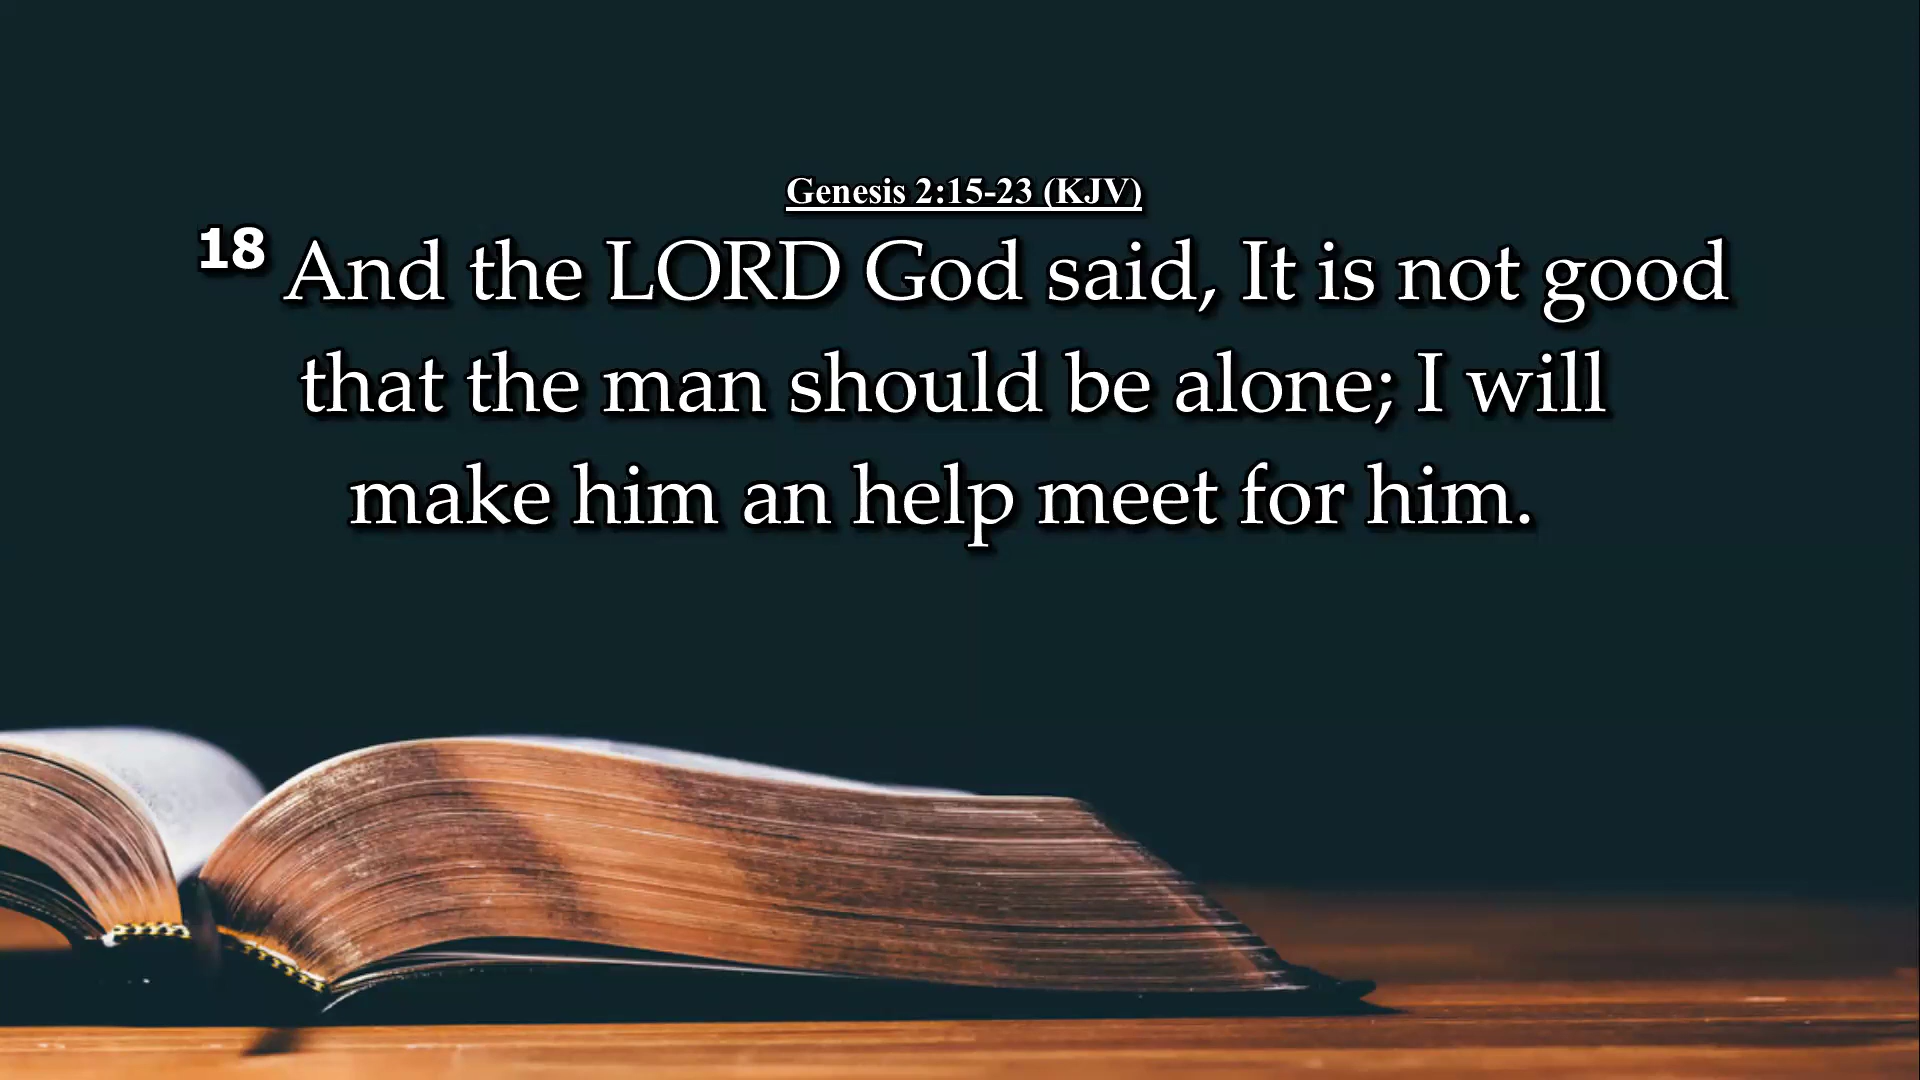 Genesis 2:15-23 (KJV)
18 And the LORD God said, It is not good
that the man should be alone; I will
make him an help meet for him.